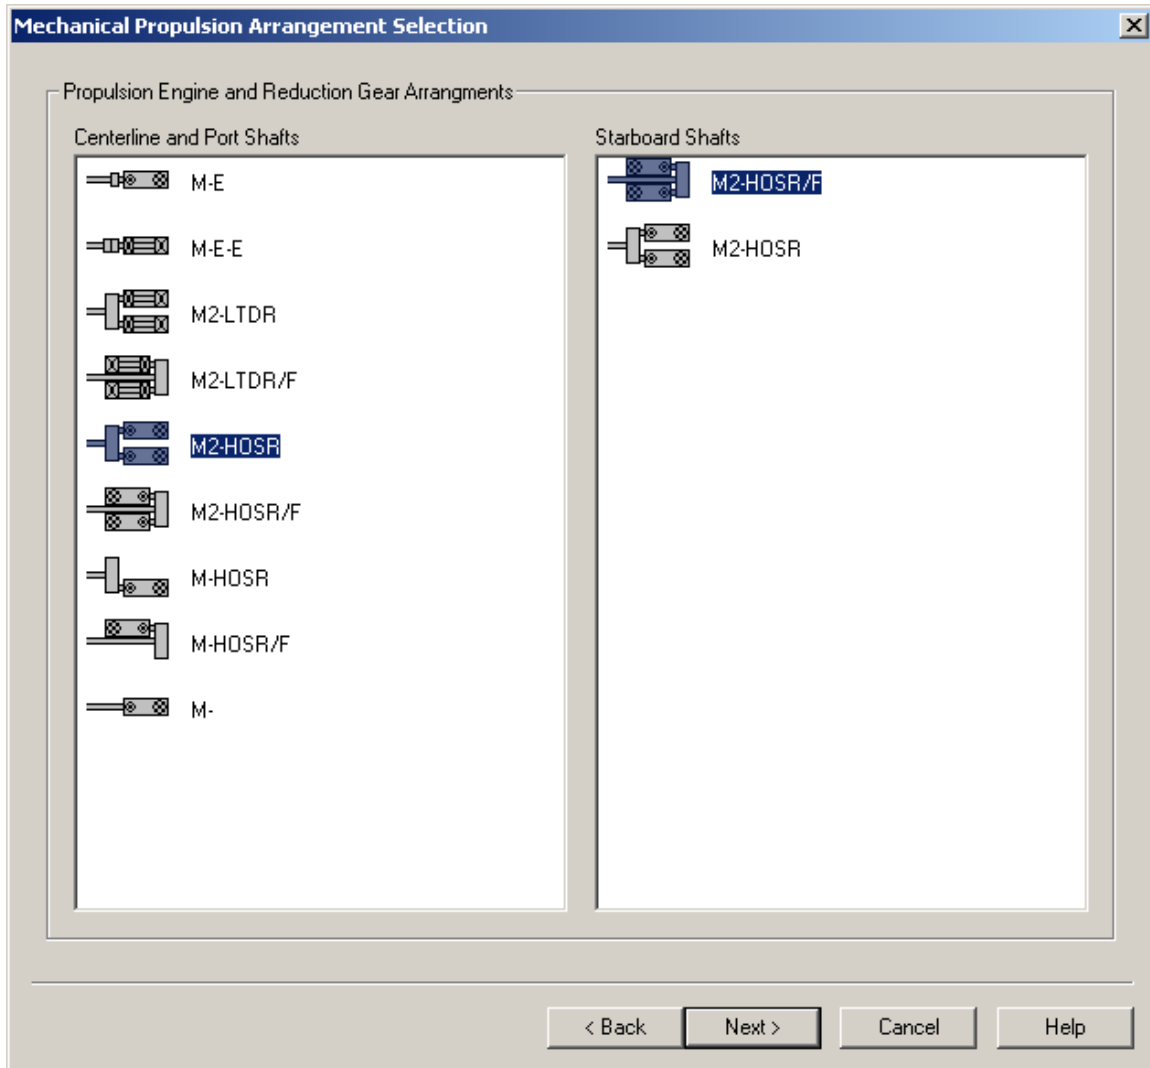 Mechanical Propulsion Arrangement Selection
Propulsion Engine and Reduction Gear Arrangments
Centerline and Port Shafts
M-E
M-E-E
M2-LTDR
M2-LTDR/F
M2-HOSR
M2-HOSR/F
M-HOSR
M-HOSR/F
M-
Starboard Shafts
M2-HOSR/F
M2-HOSR
< Back
Next >
Cancel
Help